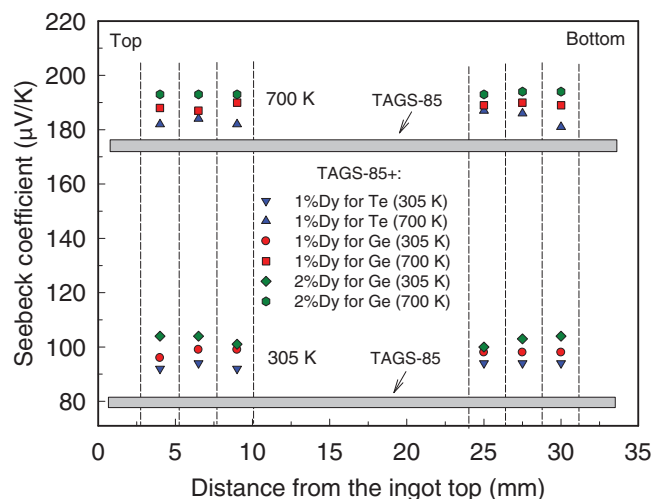 Top
Bottom
220
200
180
160
140
120
100
80
Seebeck coefficient (µV/K)
700 K
TAGS-85
TAGS-85+:
1%Dy for Te (305 K)
1%Dy for Te (700 K)
1%Dy for Ge (305 K)
1%Dy for Ge (700 K)
2%Dy for Ge (305 K)
2%Dy for Ge (700 K)
305 K
TAGS-85
0 5 10 15 20 25 30 35
Distance from the ingot top (mm)